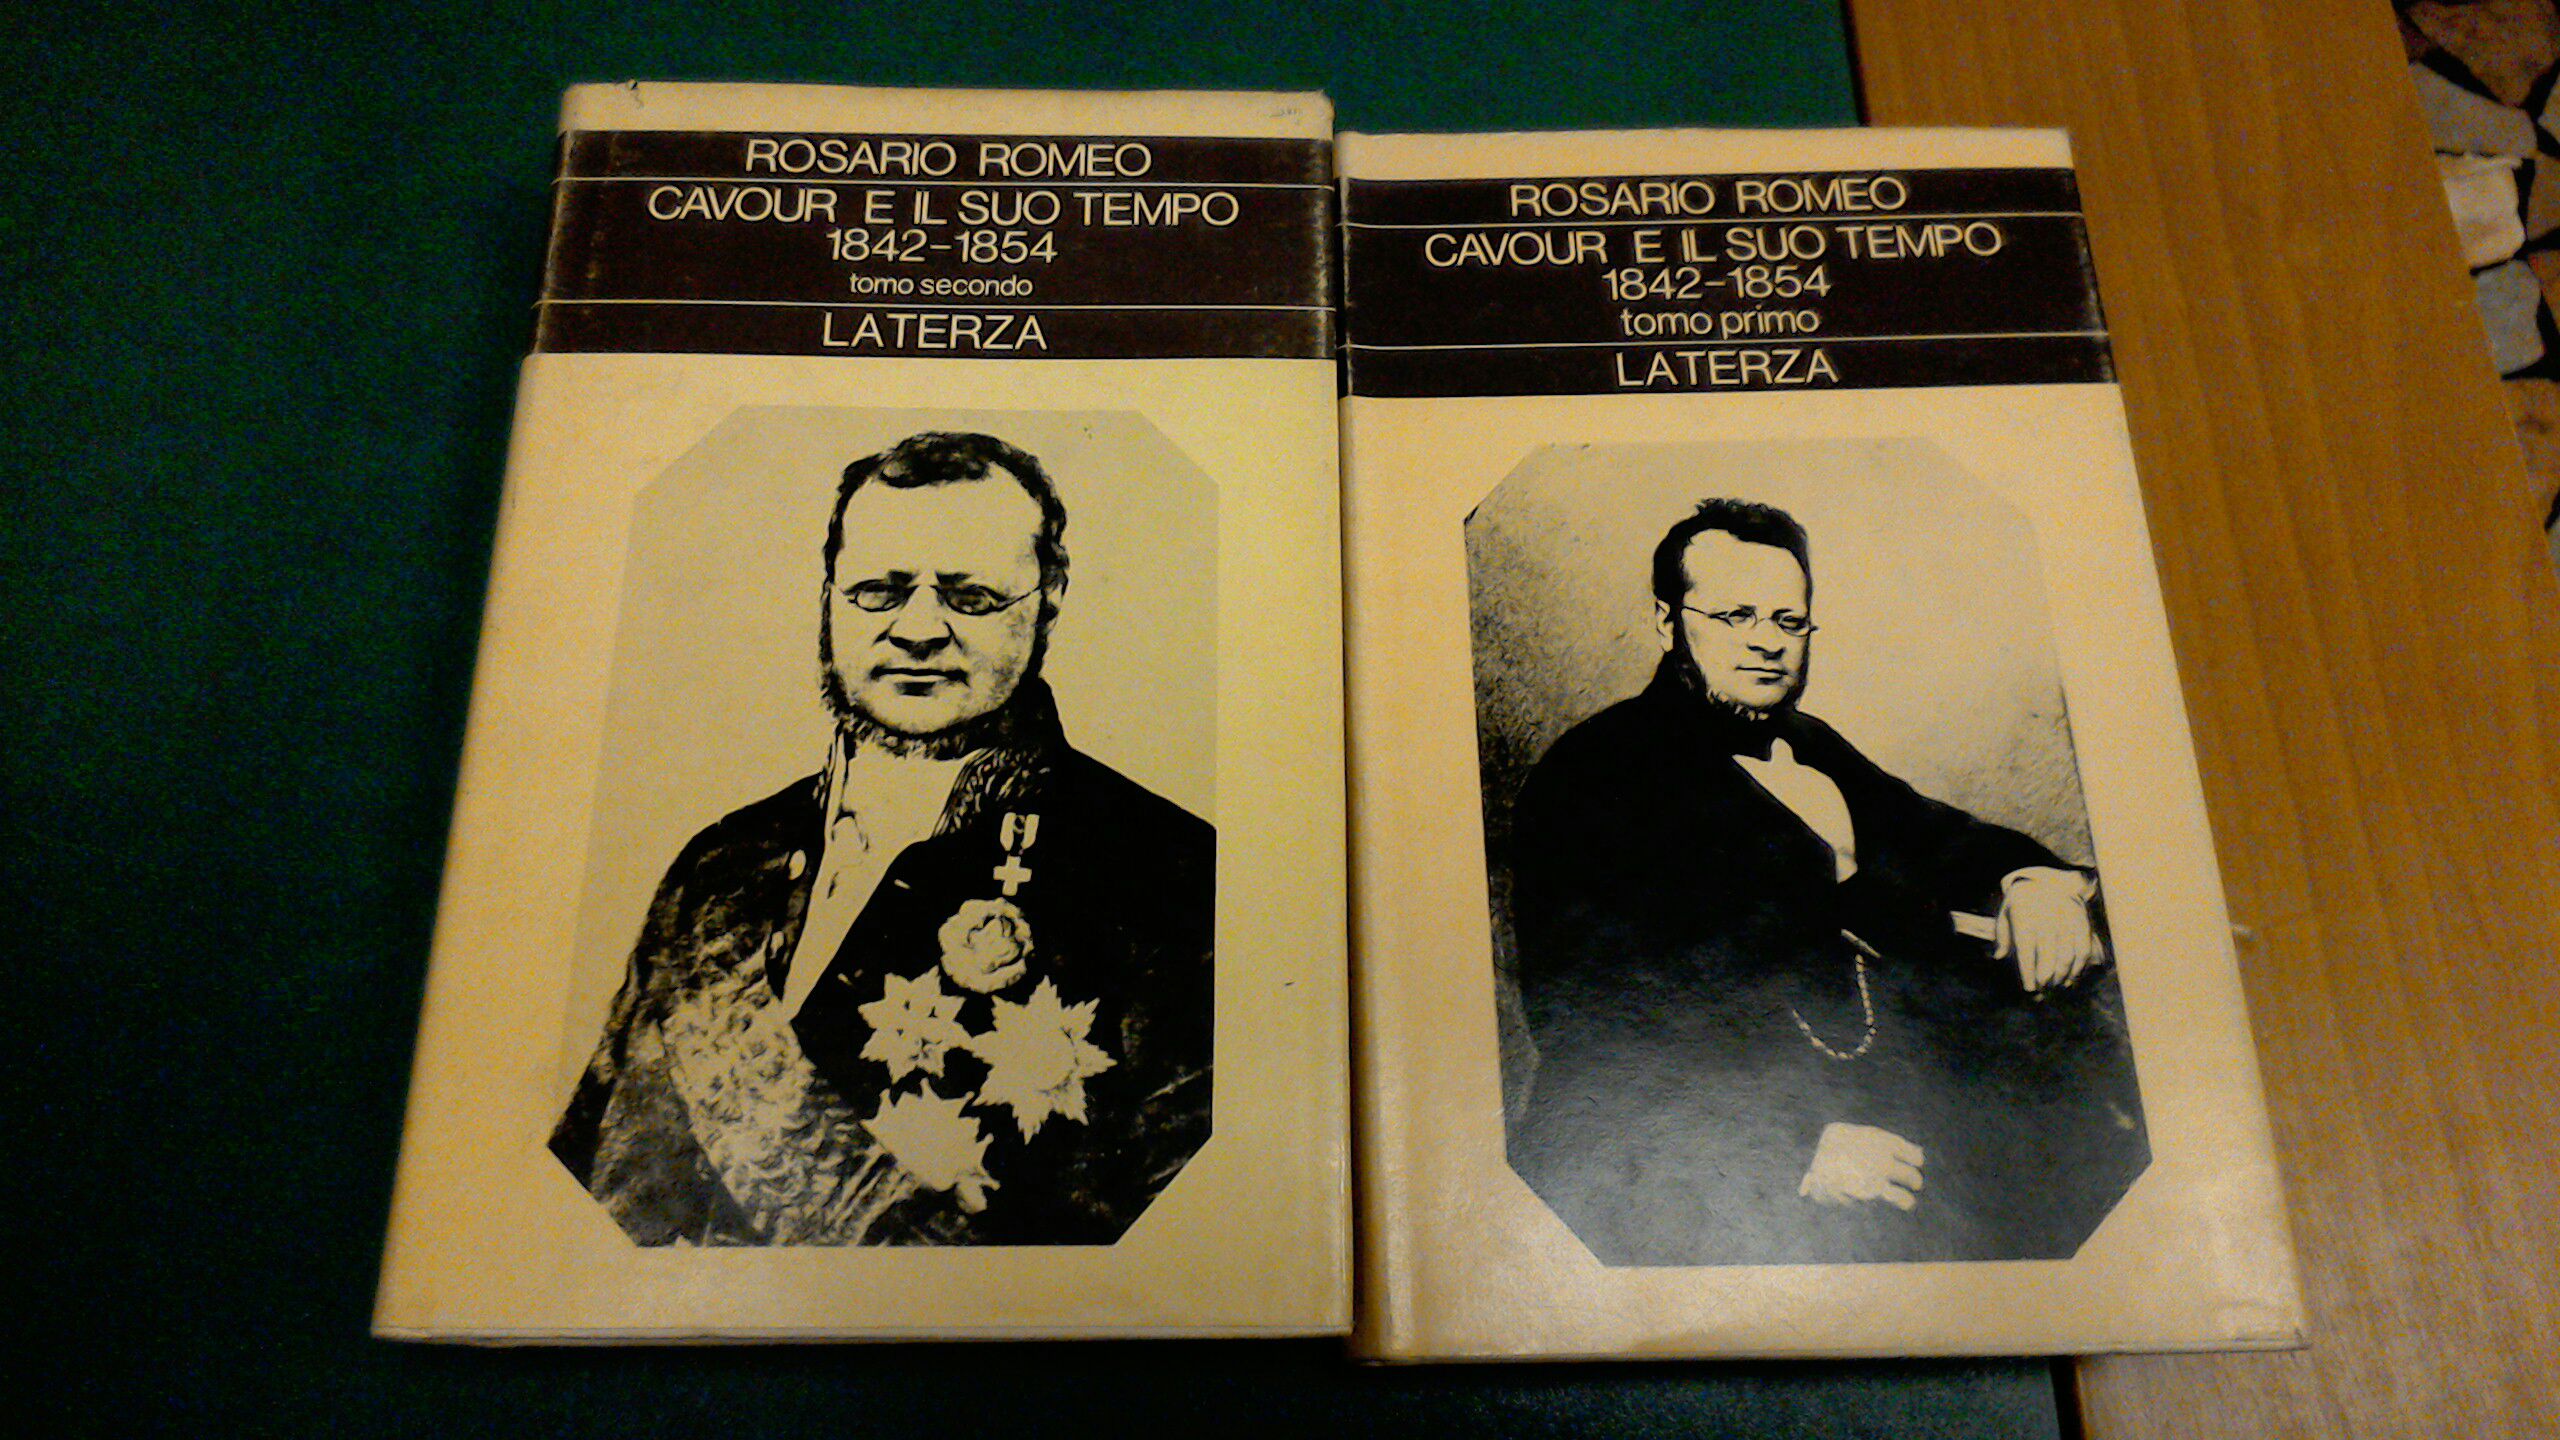 ROSARIO ROMEO
CAVOUR E IL SUO TEMPO
1842-1854
tomo secondo
LATERZA
ROSARIO ROMEO
CAVOUR E IL SUO TEMPO
1842-1854
tomo primo
LATERZA